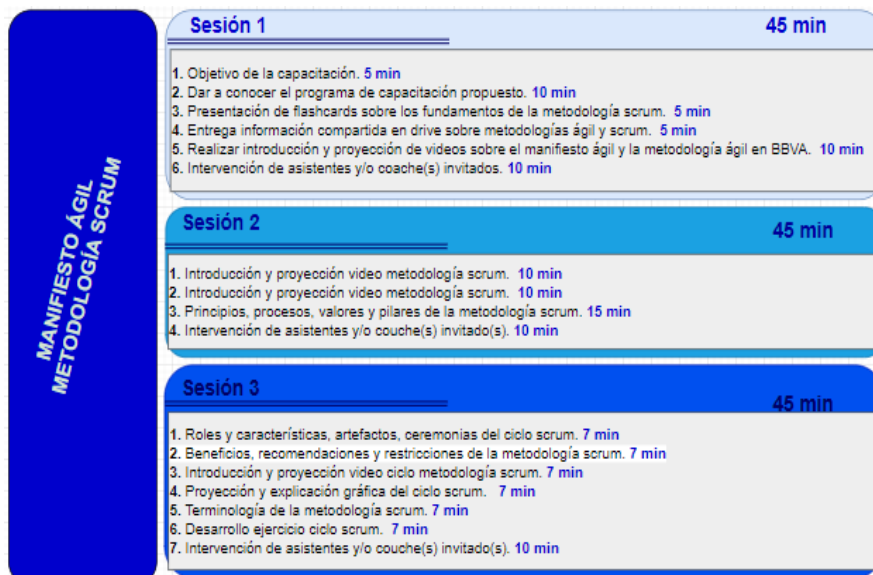 MANIFIESTO ÁGIL
METODOLOGÍA SCRUM
Sesión 1 45 min
1. Objetivo de la capacitación. 5 min
2. Dar a conocer el programa de capacitación propuesto. 10 min
3. Presentación de flashcards sobre los fundamentos de la metodología scrum. 5 min
4. Entrega información compartida en drive sobre metodologías ágil y scrum. 5 min
5. Realizar introducción y proyección de videos sobre el manifiesto ágil y la metodología ágil en BBVA. 10 min
6. Intervención de asistentes y/o coache(s) invitados. 10 min
Sesión 2 45 min
1. Introducción y proyección video metodología scrum. 10 min
2. Introducción y proyección video metodología scrum. 10 min
3. Principios, procesos, valores y pilares de la metodología scrum. 15 min
4. Intervención de asistentes y/o couche(s) invitado(s). 10 min
Sesión 3 45 min
1. Roles y características, artefactos, ceremonias del ciclo scrum. 7 min
2. Beneficios, recomendaciones y restricciones de la metodología scrum. 7 min
3. Introducción y proyección video ciclo metodología scrum. 7 min
4. Proyección y explicación gráfica del ciclo scrum. 7 min
5. Terminología de la metodología scrum. 7 min
6. Desarrollo ejercicio ciclo scrum. 7 min
7. Intervención de asistentes y/o couche(s) invitado(s). 10 min